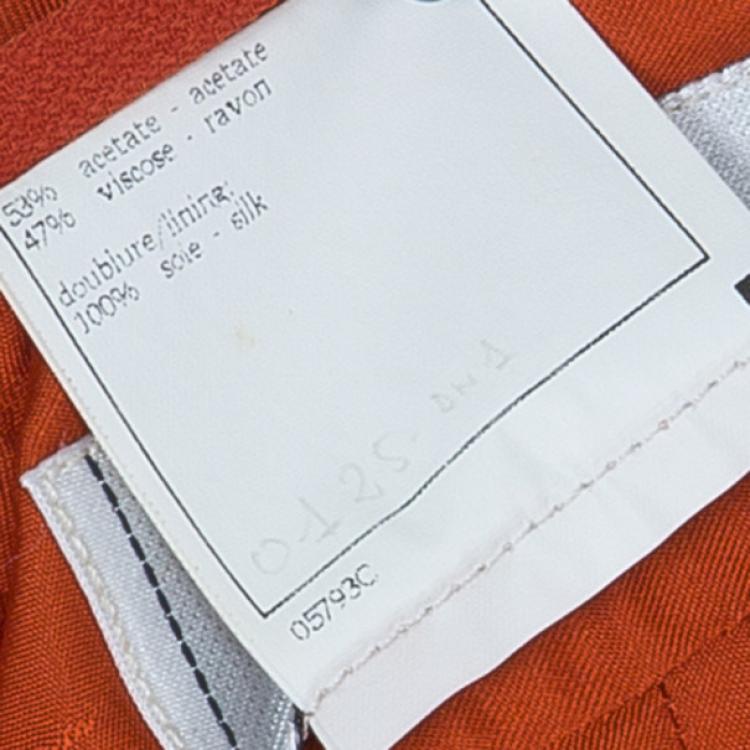 53% acetate - acetate
47% viscose - rayon
doublure/lining:
100% soie - silk
05793C